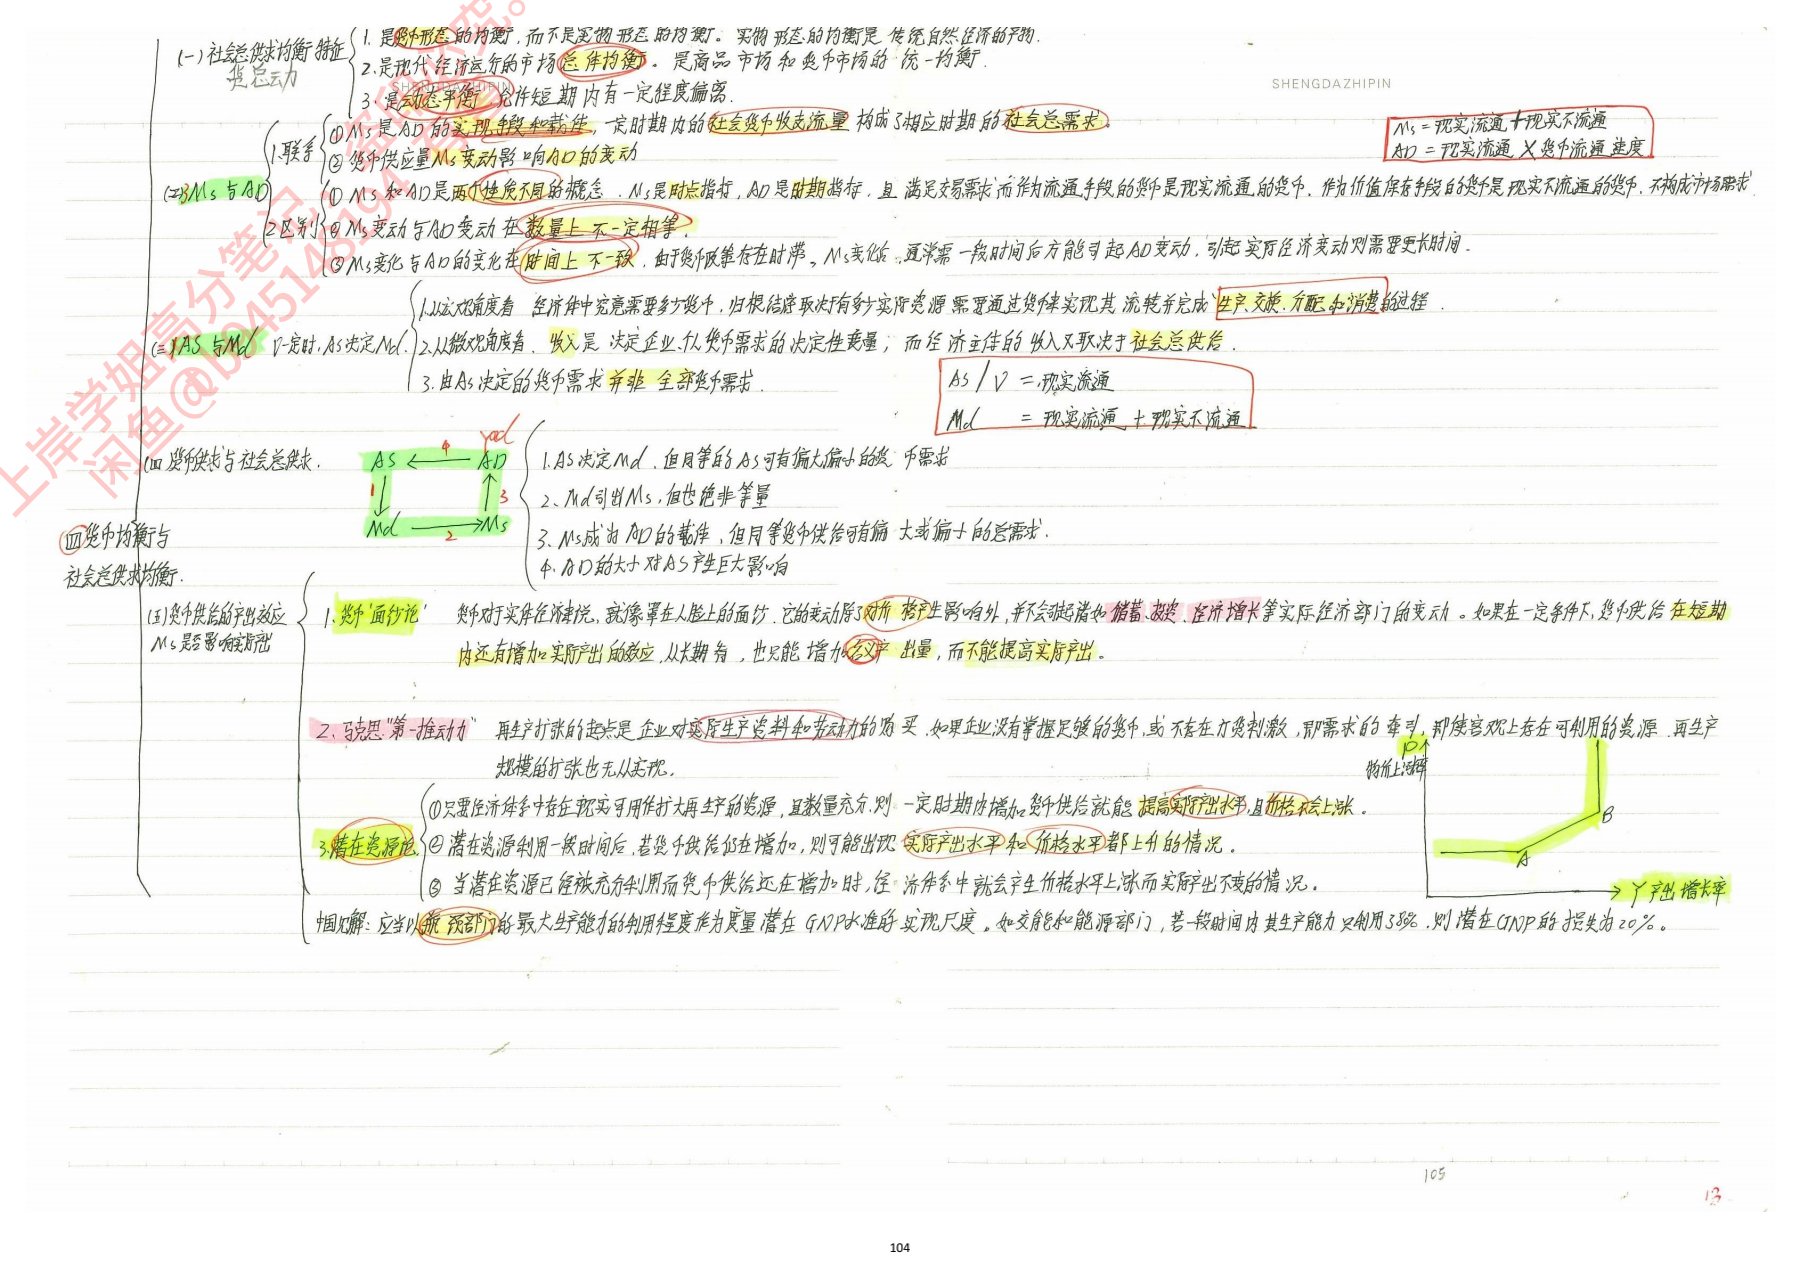 (一) 社会总供求均衡特征
货总动力
1. 是货币形态的均衡, 而不是实物形态的均衡。实物形态的均衡是传统自然经济的产物.
2. 是现代经济运行的市场总体均衡。是商品市场和货币市场的统一均衡.
3. 是动态平衡, 允许短期内有一定程度偏离.
SHENGDAZHIPIN
SHENGDAZHIPIN
(二) Ms 与 AD
1.联系
① Ms 是AD的实现手段和载体, 一定时期内的社会货币收支流量构成了相应时期的社会总需求。
② 货币供应量Ms变动影响AD的变动
Ms = 现实流通 + 现实不流通
AD = 现实流通 × 货币流通速度
2.区别
① Ms 和AD是两个性质不同的概念. Ms是时点指标, AD是时期指标, 且满足交易需求而作为流通手段的货币是现实流通的货币. 作为价值保存手段的货币是现实不流通的货币, 不构成市场需求
② Ms变动与AD变动在数量上不一定相等.
③ Ms变化与AD的变化在时间上不一致. 由于货币政策存在时滞。Ms变化后, 通常需一段时间后方能引起AD变动, 引起实际经济变动则需要更长时间.
(三) AS 与Md
V一定时, AS决定Md.
1.从宏观角度看 经济体中究竟需要多少货币, 归根结底取决于有多少实际资源需要通过货币来实现其流转并完成生产、交换、分配和消费的过程
2.从微观角度看. 收入是决定企业、个人货币需求的决定性变量; 而经济主体的收入又取决于社会总供给.
3. 由As决定的货币需求并非全部货币需求.
AS / V = 现实流通
Md = 现实流通 + 现实不流通
(四 货币供求与社会总供求.
Yad
AS 4 AD
1 3
Md 2 Ms
1.AS决定Md, 但同等的AS可有偏大偏小的货币需求
2、Md引出Ms, 但也绝非等量
3. Ms成为AD的载体, 但同等货币供给可有偏大或偏小的总需求.
4. AD的大小对AS产生巨大影响
四 货币均衡与
社会总供求均衡.
(五) 货币供给的产出效应
Ms是否影响实际产出
1、货币"面纱论" 货币对于实体经济来说, 就像罩在人脸上的面纱. 它的变动除了对价格产生影响外, 并不会引起诸如储蓄、投资、经济增长等实际经济部门的变动。如果在一定条件下, 货币供给在短期
内还有增加实际产出的效应, 从长期看, 也只能增加名义产出量, 而不能提高实际产出。
2. 马克思"第一推动力" 再生产扩张的起点是企业对实际生产资料和劳动力的购买. 如果企业没有掌握足够的货币, 或不存在订货刺激, 即需求的牵引, 即使客观上存在可利用的资源. 再生产
规模的扩张也无从实现.
3.潜在资源论
① 只要经济体系中存在现实可用作扩大再生产的资源, 且数量充分. 则一定时期内增加货币供给就能提高实际产出水平, 且价格不会上涨.
② 潜在资源利用一段时间后, 若货币供给仍在增加, 则可能出现实际产出水平和价格水平都上升的情况。
③ 当潜在资源已经被充分利用而货币供给还在增加时, 经济体系中就会产生价格水平上涨而实际产出不变的情况。
P
物价上涨率
A
B
Y 产出增长率
中国见解: 应当以瓶颈部门的最大生产能力的利用程度作为度量潜在GNP水准的实现尺度。如交能和能源部门, 若一段时间内其生产能力只利用38%. 则潜在GNP的损失为20%。
105
13
104
上岸学姐高分笔记
闲鱼@b945148194